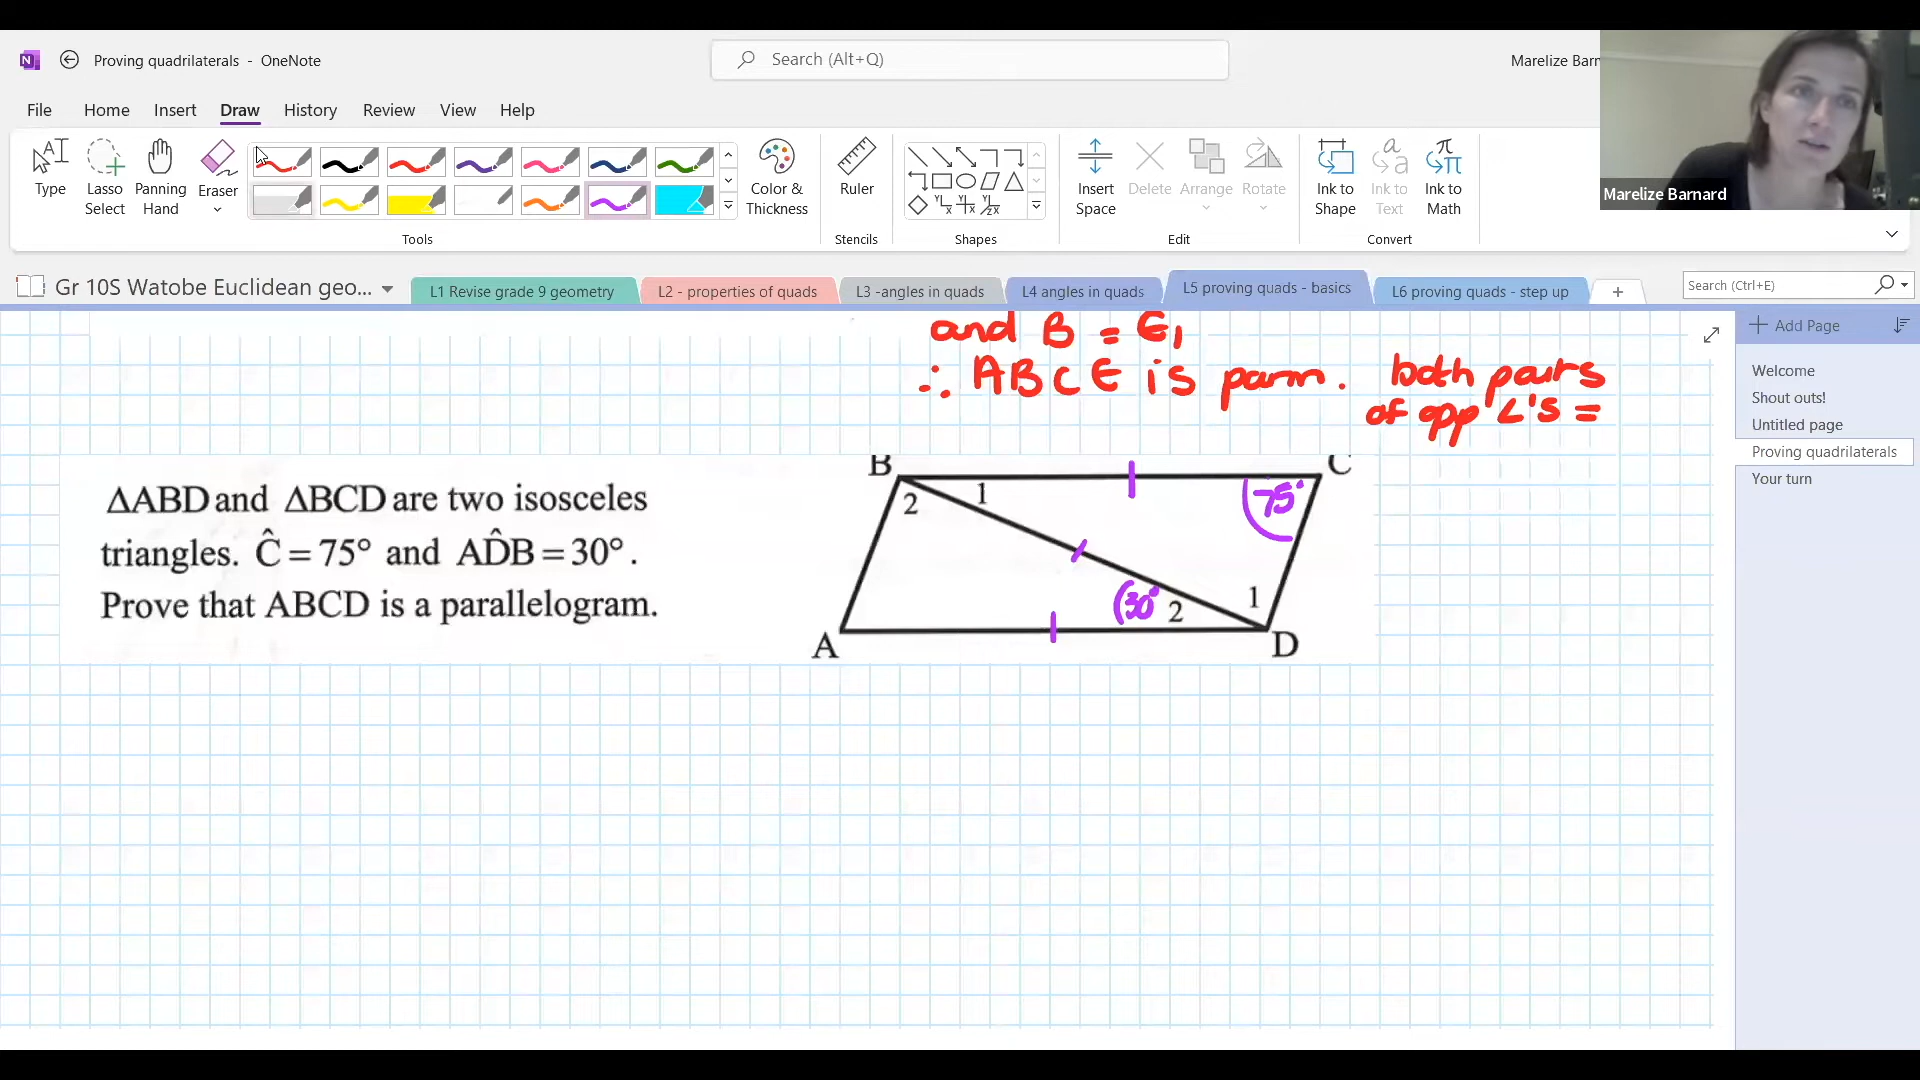 Proving quadrilaterals - OneNote
Search (Alt+Q)
Marelize Barn
File Home Insert Draw History Review View Help
Type
Lasso Select
Panning Hand
Eraser
Color & Thickness
Ruler
Insert Space
Delete
Arrange
Rotate
Ink to Shape
Ink to Text
Ink to Math
Marelize Barnard
Tools
Stencils
Shapes
Edit
Convert
Gr 10S Watobe Euclidean geo...
L1 Revise grade 9 geometry
L2 - properties of quads
L3 -angles in quads
L4 angles in quads
L5 proving quads - basics
L6 proving quads - step up
Search (Ctrl+E)
Add Page
Welcome
Shout outs!
Untitled page
Proving quadrilaterals
Your turn
and B = E₁
∴ ABCE is parm. both pairs
of opp ∠'s =
ΔABD and ΔBCD are two isosceles
triangles. Ĉ = 75° and AD̂B = 30°.
Prove that ABCD is a parallelogram.
B
C
2
1
75°
30°
2
1
A
D